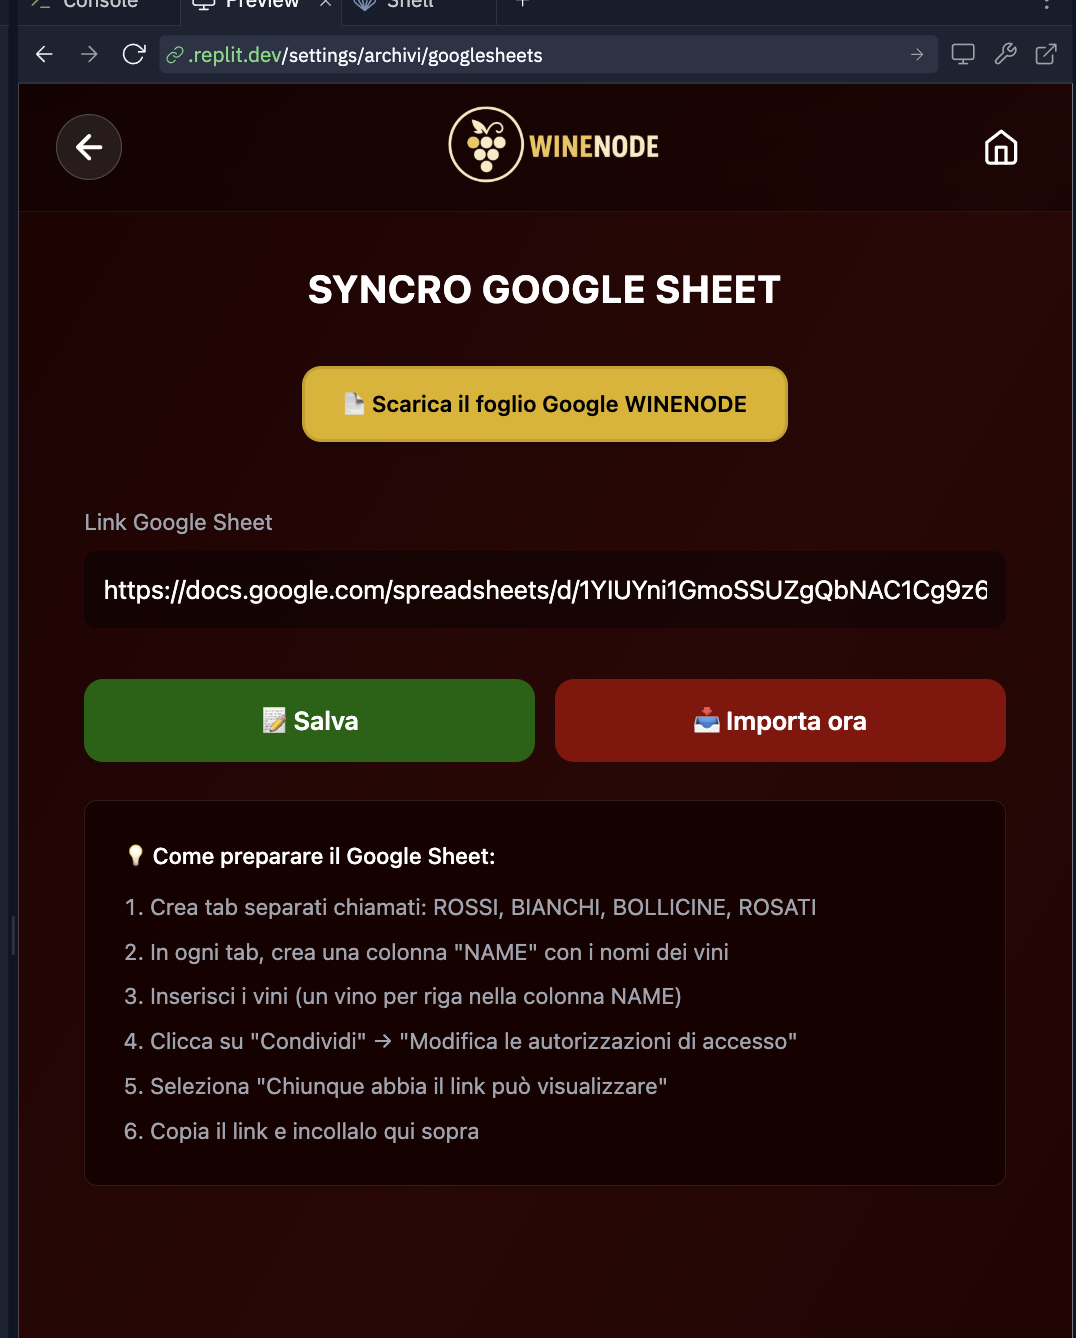 Console
Preview
Shell
.replit.dev/settings/archivi/googlesheets
WINENODE
SYNCRO GOOGLE SHEET
Scarica il foglio Google WINENODE
Link Google Sheet
https://docs.google.com/spreadsheets/d/1YIUYni1GmoSSUZgQbNAC1Cg9z6
Salva
Importa ora
Come preparare il Google Sheet:
1. Crea tab separati chiamati: ROSSI, BIANCHI, BOLLICINE, ROSATI
2. In ogni tab, crea una colonna "NAME" con i nomi dei vini
3. Inserisci i vini (un vino per riga nella colonna NAME)
4. Clicca su "Condividi" → "Modifica le autorizzazioni di accesso"
5. Seleziona "Chiunque abbia il link può visualizzare"
6. Copia il link e incollalo qui sopra